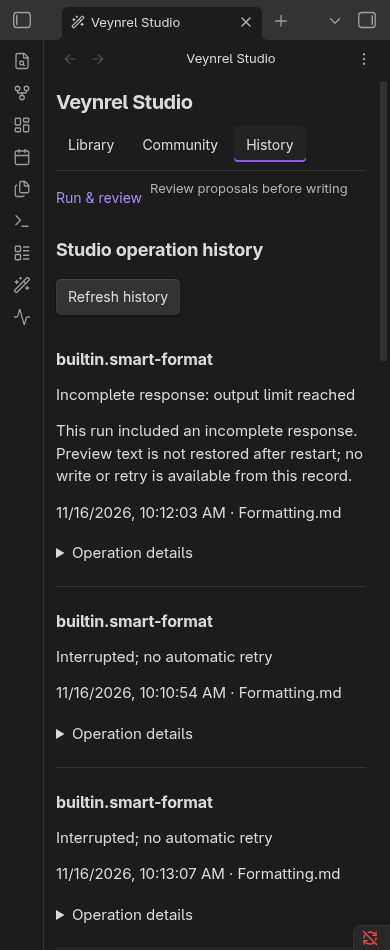 Veynrel Studio
Veynrel Studio
Veynrel Studio
Library Community History
Run & review Review proposals before writing
Studio operation history
Refresh history
builtin.smart-format
Incomplete response: output limit reached
This run included an incomplete response.
Preview text is not restored after restart; no
write or retry is available from this record.
11/16/2026, 10:12:03 AM · Formatting.md
Operation details
builtin.smart-format
Interrupted; no automatic retry
11/16/2026, 10:10:54 AM · Formatting.md
Operation details
builtin.smart-format
Interrupted; no automatic retry
11/16/2026, 10:13:07 AM · Formatting.md
Operation details